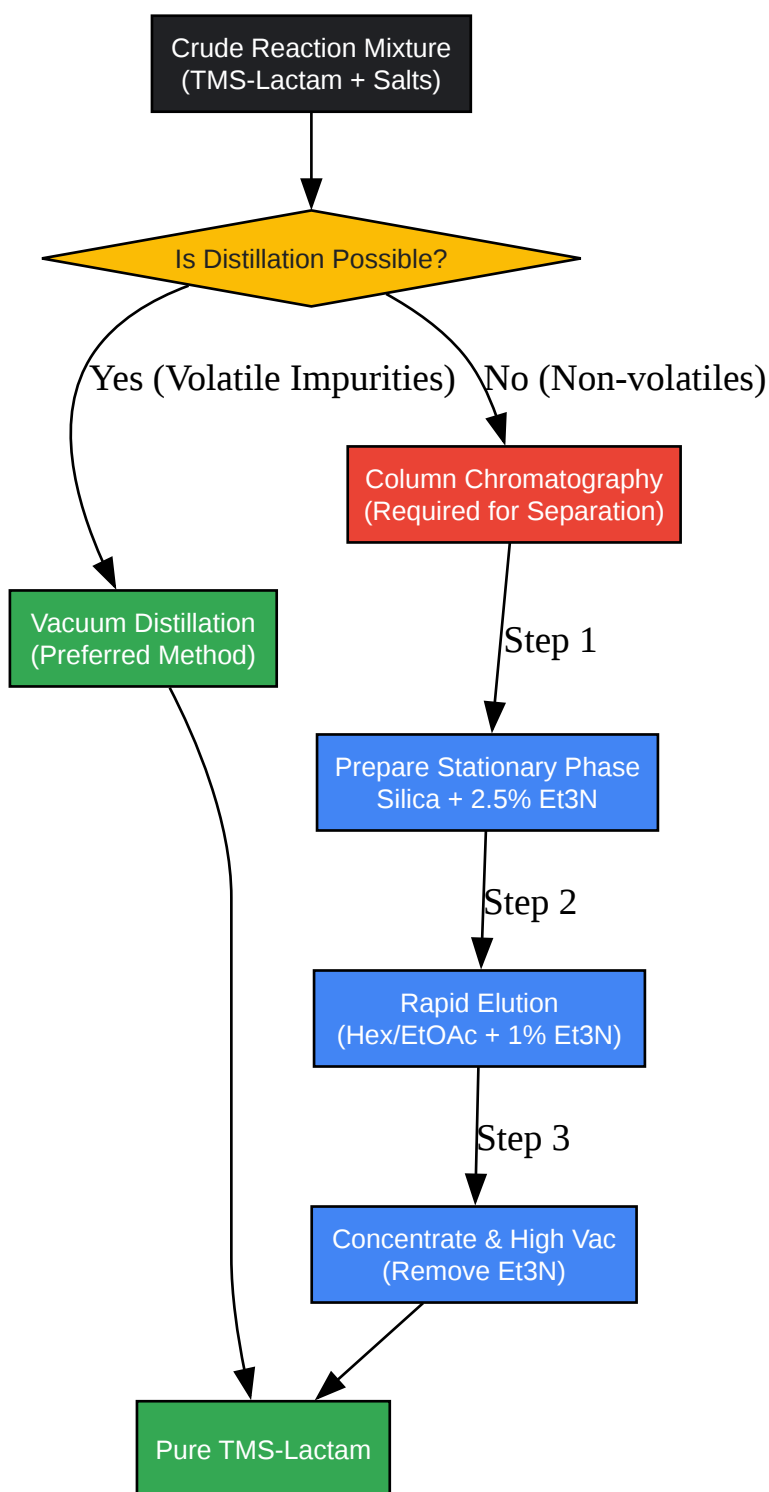 Crude Reaction Mixture
(TMS-Lactam + Salts)
Is Distillation Possible?
Yes (Volatile Impurities)
No (Non-volatiles)
Column Chromatography
(Required for Separation)
Vacuum Distillation
(Preferred Method)
Step 1
Prepare Stationary Phase
Silica + 2.5% Et3N
Step 2
Rapid Elution
(Hex/EtOAc + 1% Et3N)
Step 3
Concentrate & High Vac
(Remove Et3N)
Pure TMS-Lactam